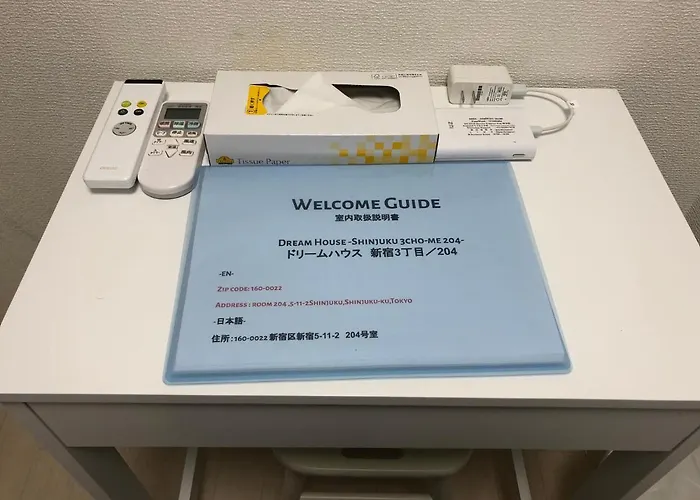 Tissue Paper
WELCOME GUIDE
室内取扱説明書
DREAM HOUSE -SHINJUKU 3CHO-ME 204-
ドリームハウス 新宿3丁目／204
-EN-
ZIP CODE: 160-0022
ADDRESS : ROOM 204 ,5-11-2SHINJUKU,SHINJUKU-KU,TOKYO
-日本語-
住所 : 160-0022 新宿区新宿5-11-2 204号室